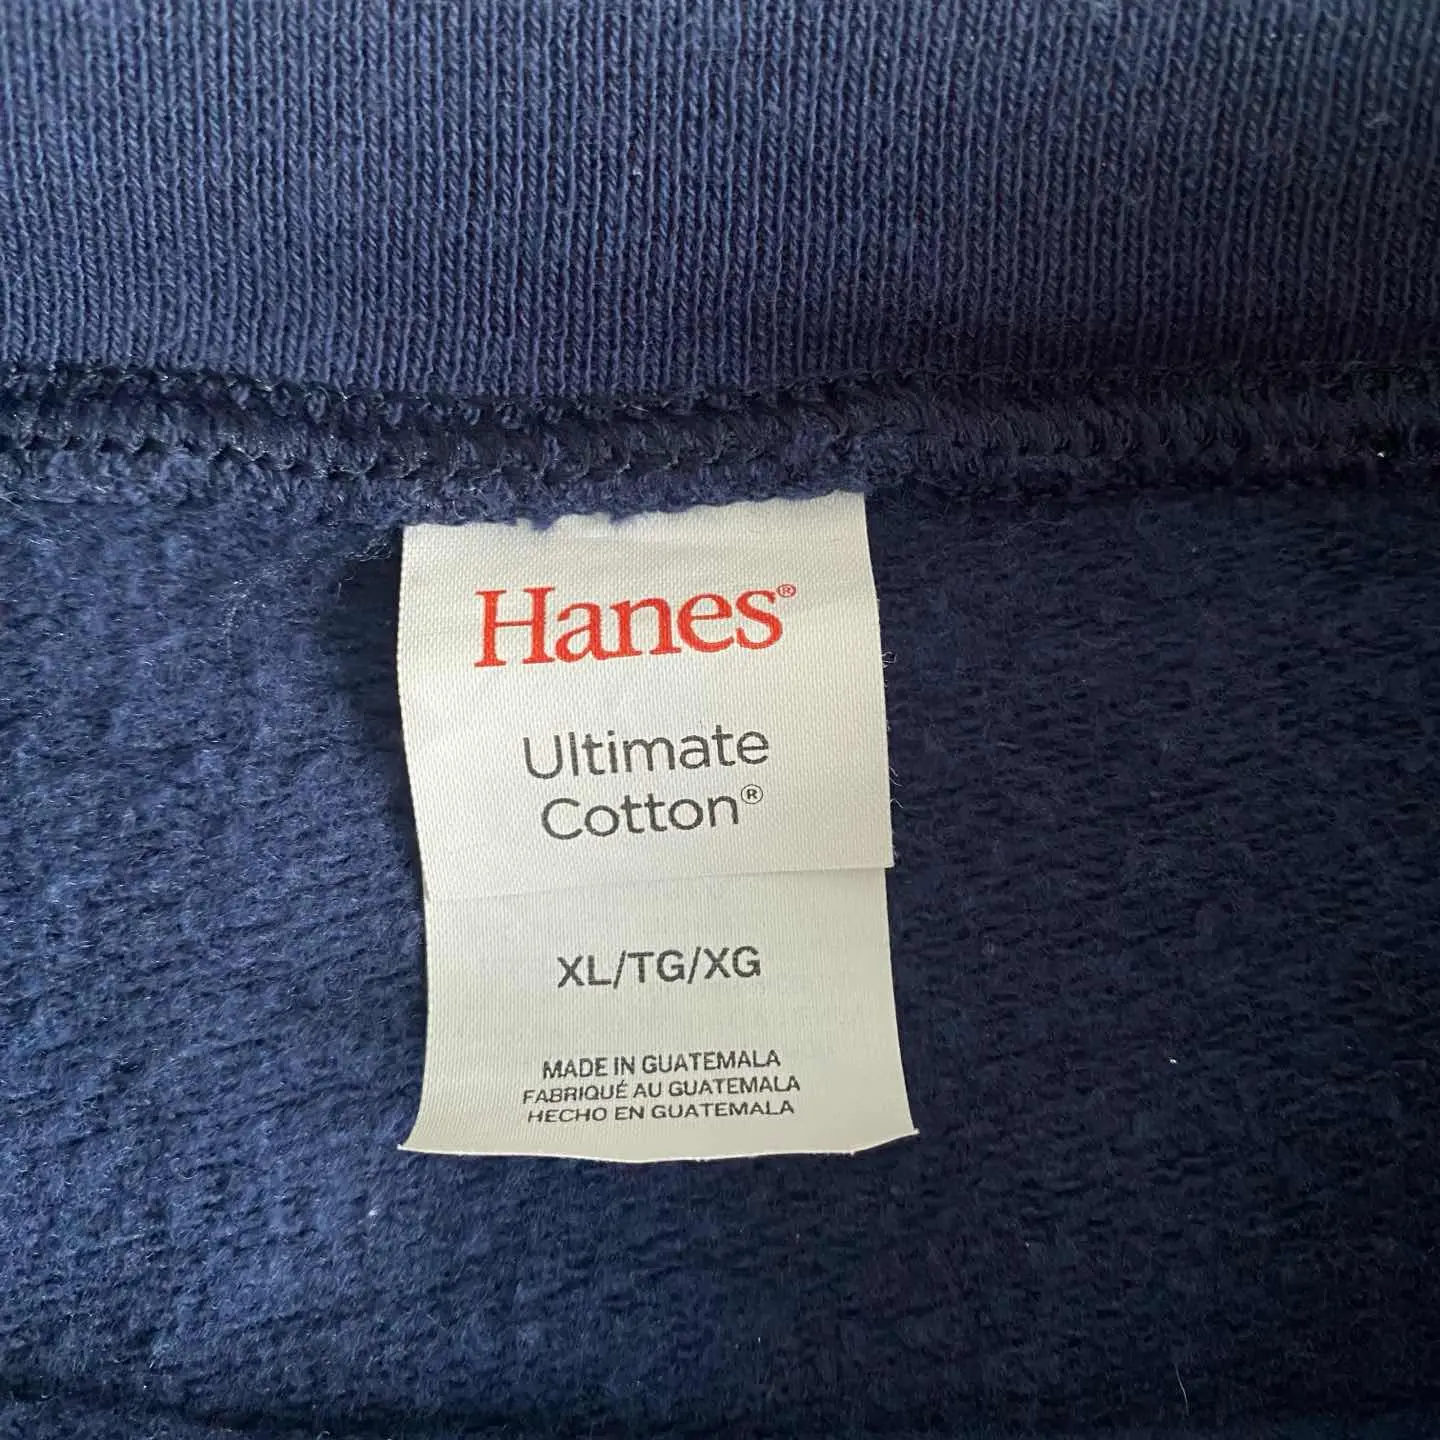 Hanes®
Ultimate
Cotton®
XL/TG/XG
MADE IN GUATEMALA
FABRIQUÉ AU GUATEMALA
HECHO EN GUATEMALA